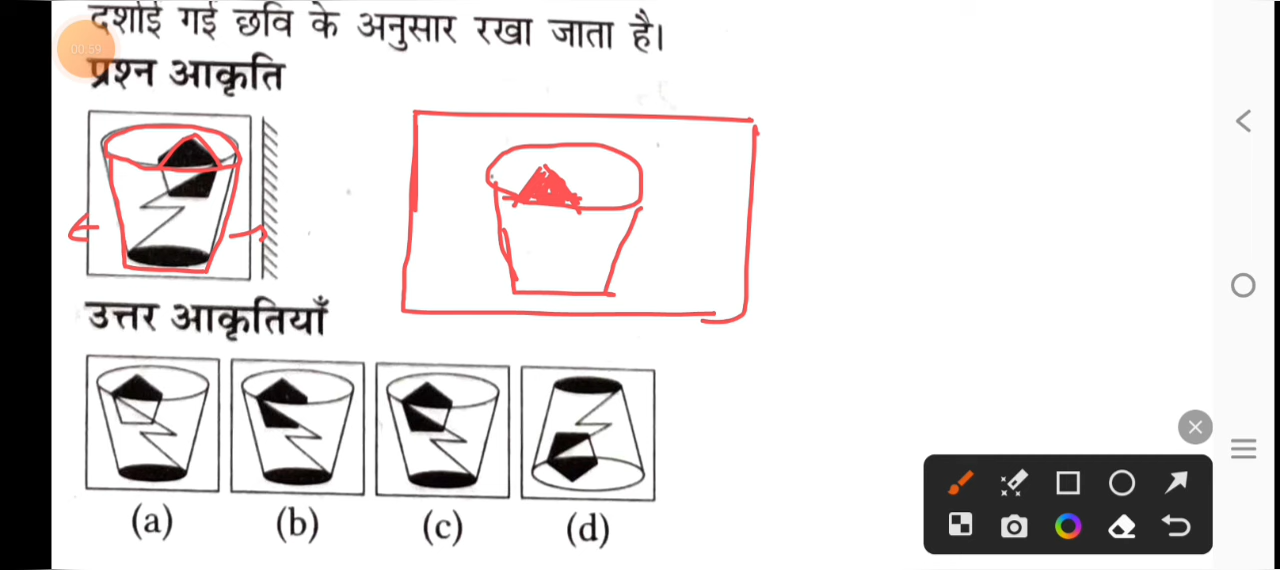 दर्शाई गई छवि के अनुसार रखा जाता है।
00:59
प्रश्न आकृति
उत्तर आकृतियाँ
(a) (b) (c) (d)